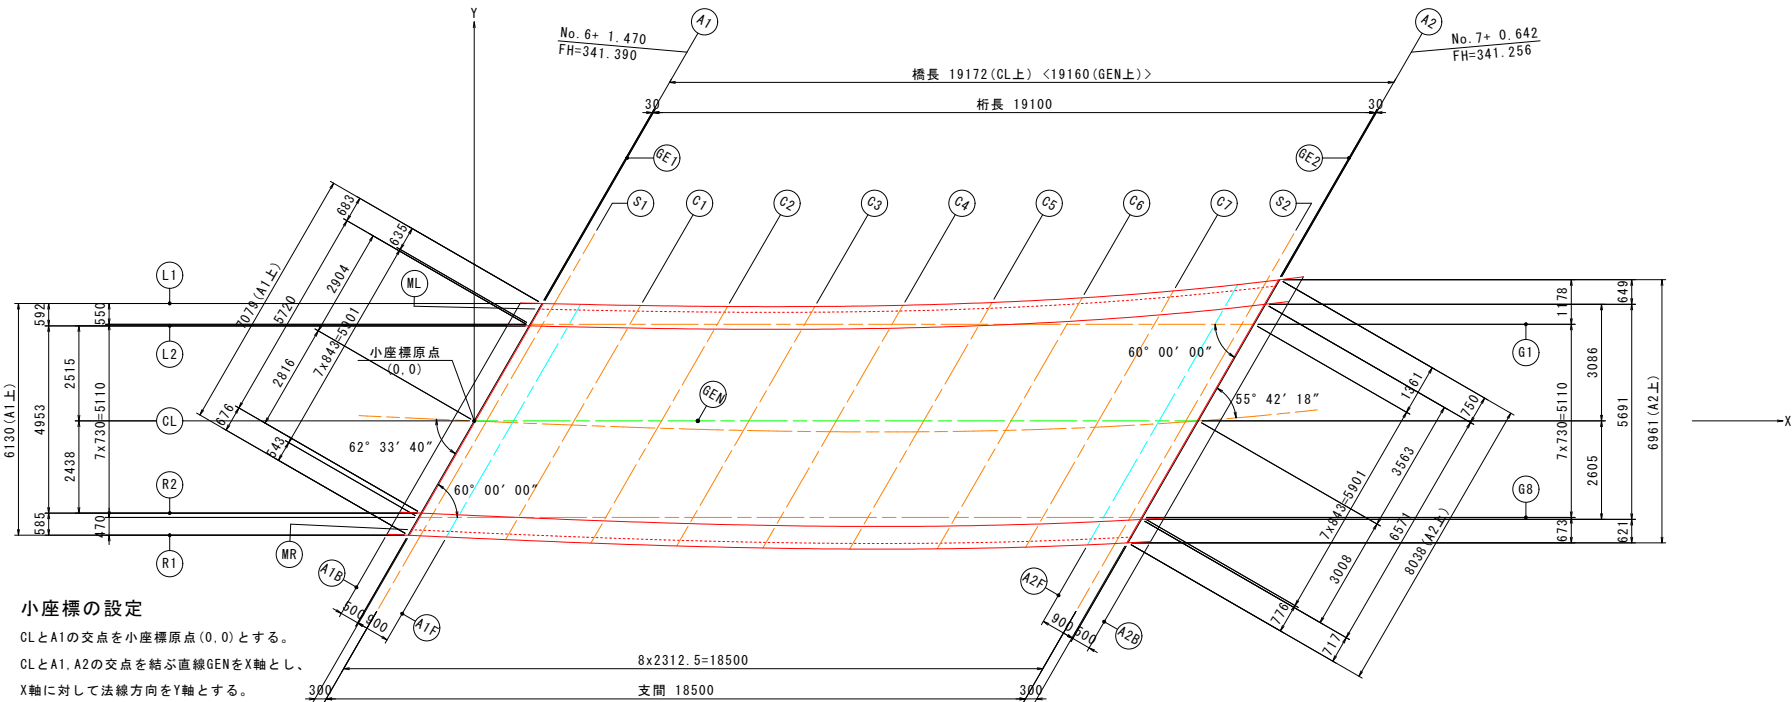 Y
A1
A2
No.6+ 1.470
FH=341.390
No.7+ 0.642
FH=341.256
橋長 19172(CL上) <19160(GEN上)>
30
桁長 19100
30
GE1
GE2
S1
C1
C2
C3
C4
C5
C6
C7
S2
683
635
7079(A1上)
5720
2904
7x843=5901
2816
676
543
L1
ML
592
550
L2
小座標原点
(0,0)
2515
6130(A1上)
4953
7x730=5110
CL
GEN
62° 33′ 40″
60° 00′ 00″
2438
R2
585
470
R1
MR
60° 00′ 00″
55° 42′ 18″
G1
1178
649
3086
7x730=5110
5691
6961(A2上)
X
2605
G8
673
621
1361
750
3563
7x843=5901
6571
8038(A2上)
3008
776
717
A1B
500
900
A1F
A2F
900
500
A2B
小座標の設定
CLとA1の交点を小座標原点(0,0)とする。
CLとA1,A2の交点を結ぶ直線GENをX軸とし、
X軸に対して法線方向をY軸とする。
8x2312.5=18500
300
支間 18500
300